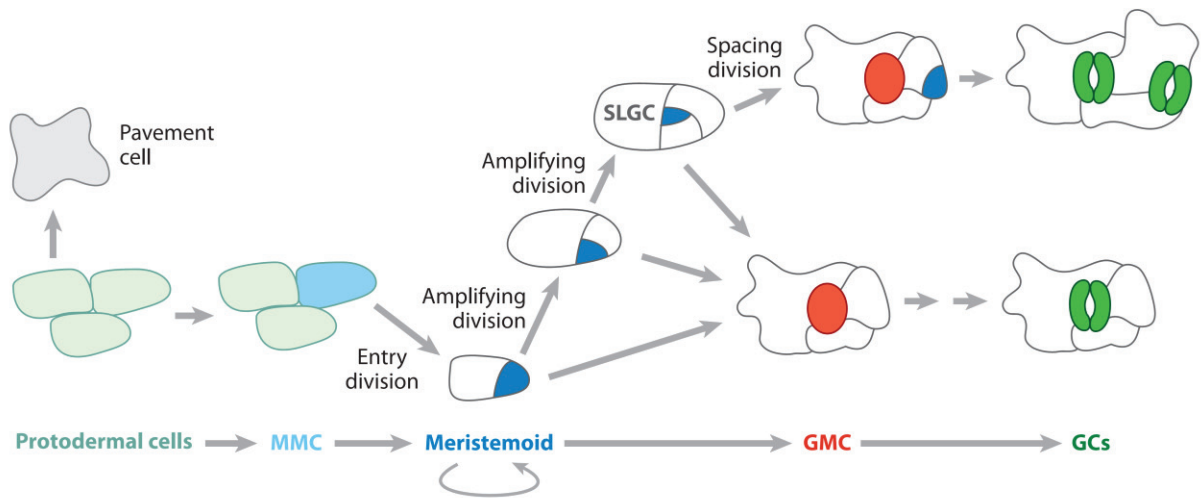 Pavement
cell
Entry
division
Amplifying
division
Amplifying
division
SLGC
Spacing
division
Protodermal cells
MMC
Meristemoid
GMC
GCs